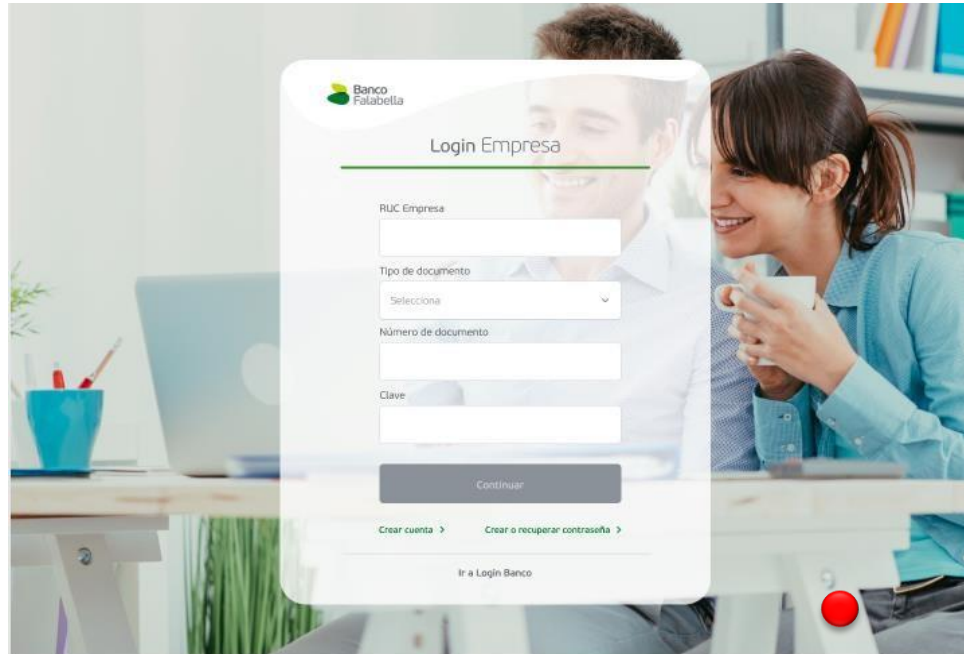 Banco
Falabella
Login Empresa
RUC Empresa
Tipo de documento
Selecciona
Número de documento
Clave
Continuar
Crear cuenta > Crear o recuperar contraseña >
Ir a Login Banco